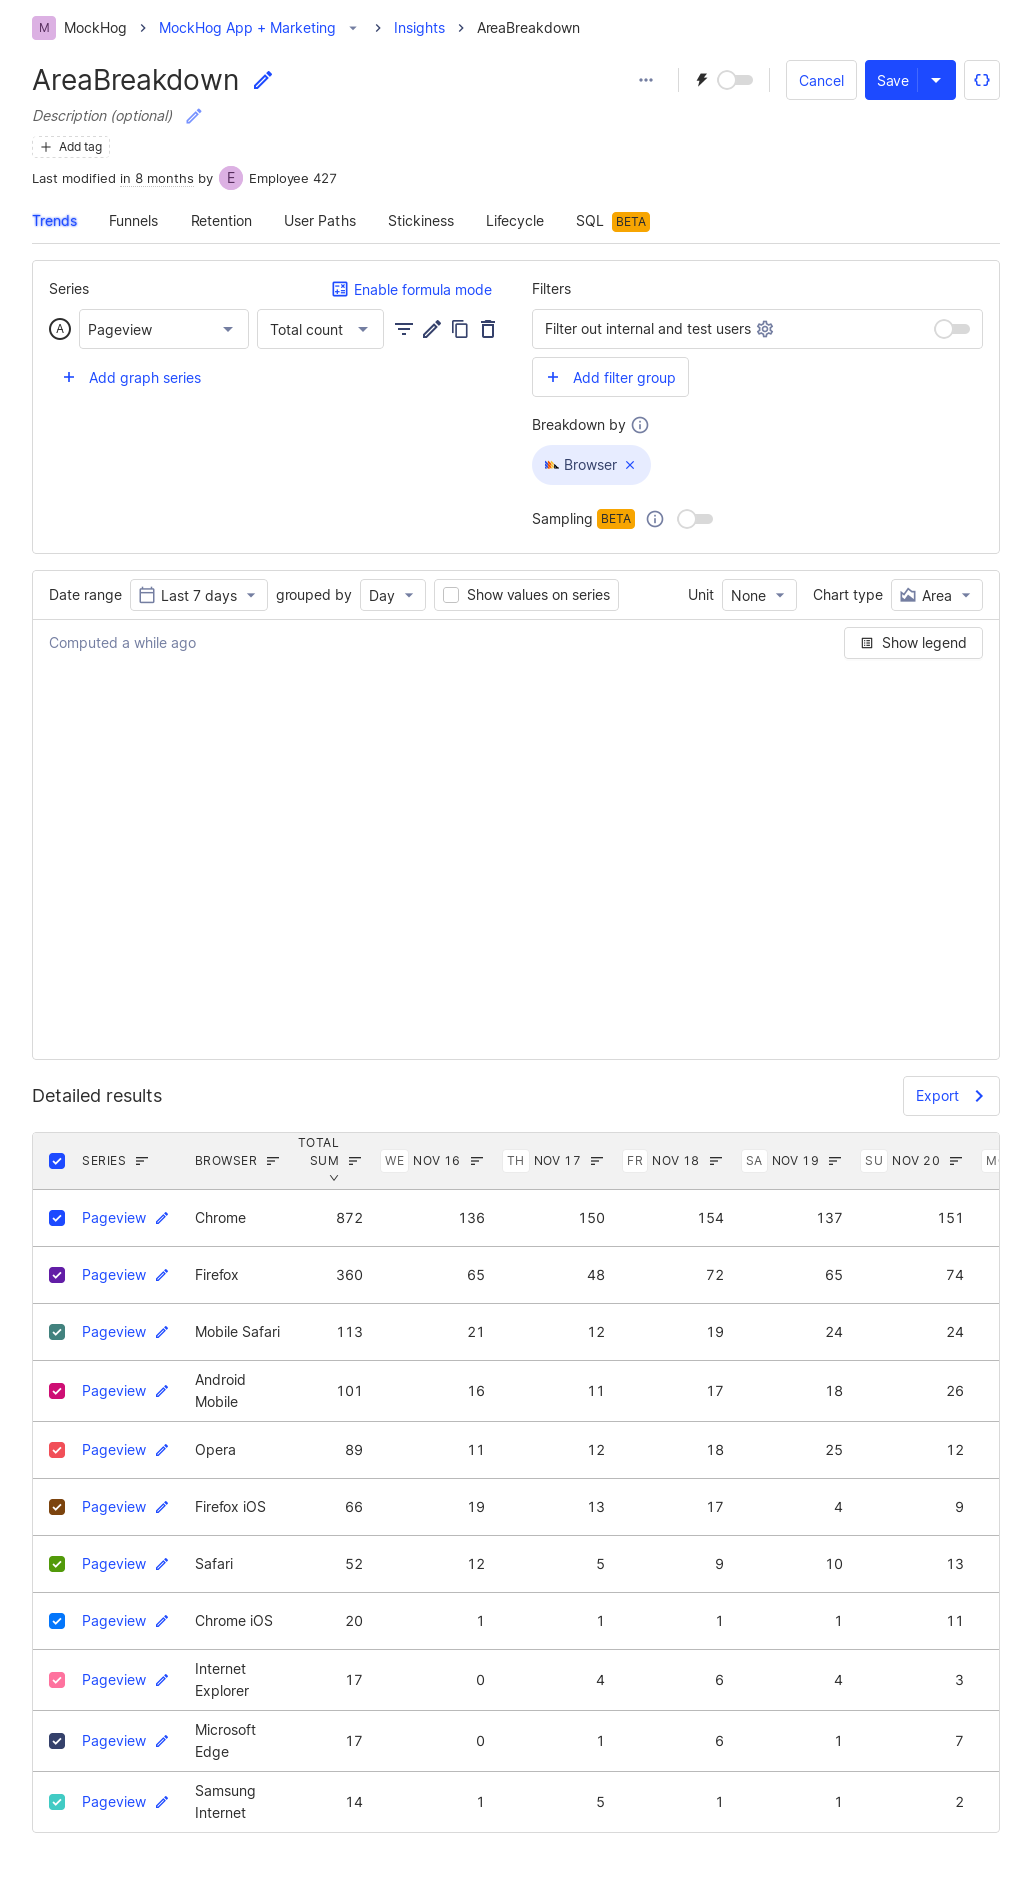 M MockHog MockHog App + Marketing Insights AreaBreakdown
AreaBreakdown
Cancel Save
Description (optional)
Add tag
Last modified in 8 months by E Employee 427
Trends Funnels Retention User Paths Stickiness Lifecycle SQL BETA
Series Enable formula mode
A Pageview Total count
Add graph series
Filters
Filter out internal and test users
Add filter group
Breakdown by
Browser
Sampling BETA
Date range Last 7 days grouped by Day Show values on series Unit None Chart type Area
Computed a while ago Show legend
Detailed results Export
SERIES BROWSER TOTAL SUM WE NOV 16 TH NOV 17 FR NOV 18 SA NOV 19 SU NOV 20
Pageview Chrome 872 136 150 154 137 151
Pageview Firefox 360 65 48 72 65 74
Pageview Mobile Safari 113 21 12 19 24 24
Pageview Android Mobile 101 16 11 17 18 26
Pageview Opera 89 11 12 18 25 12
Pageview Firefox iOS 66 19 13 17 4 9
Pageview Safari 52 12 5 9 10 13
Pageview Chrome iOS 20 1 1 1 1 11
Pageview Internet Explorer 17 0 4 6 4 3
Pageview Microsoft Edge 17 0 1 6 1 7
Pageview Samsung Internet 14 1 5 1 1 2